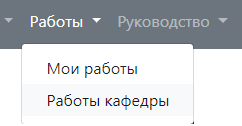 Работы Руководство
Мои работы
Работы кафедры